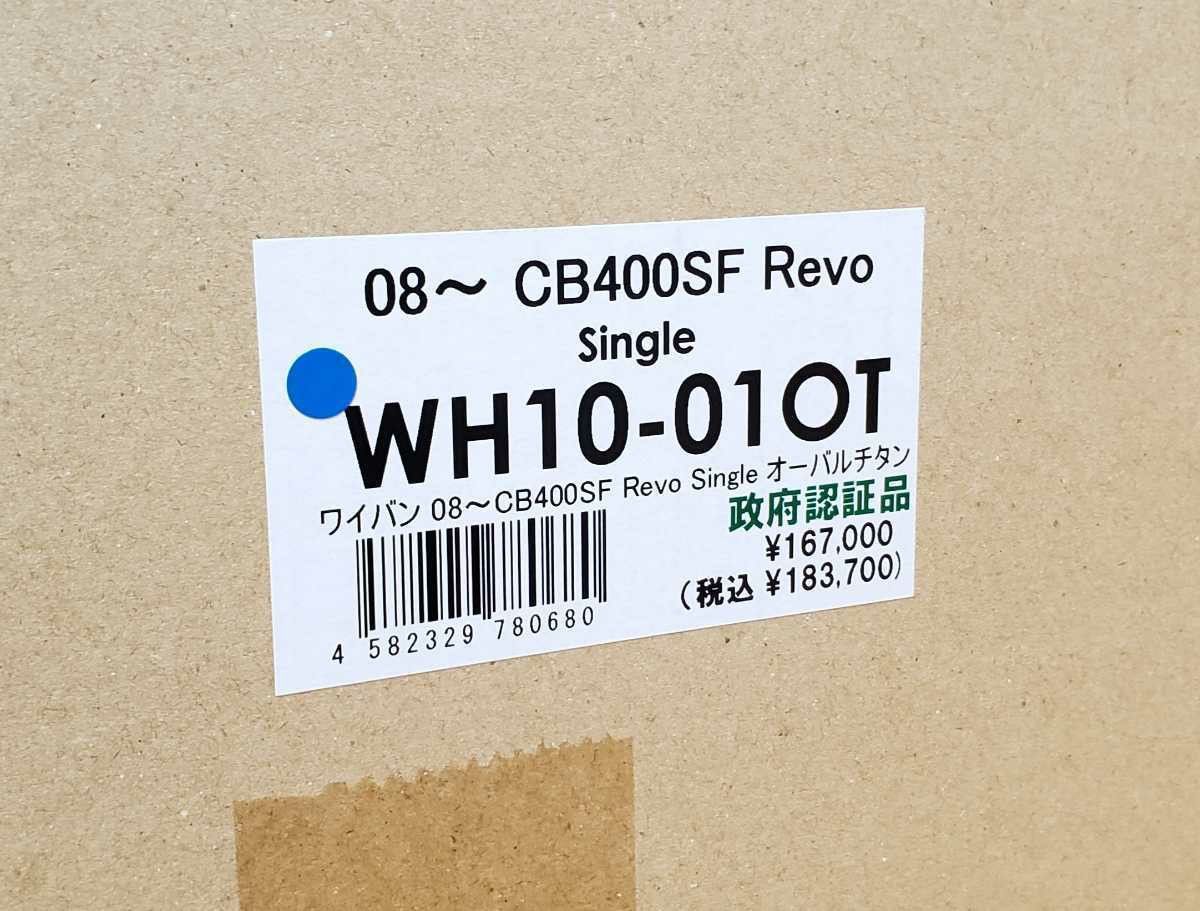 08～ CB400SF Revo
Single
WH10-01OT
ワイバン 08～CB400SF Revo Single オーバルチタン
政府認証品
¥167,000
(税込 ¥183,700)
4 582329 780680